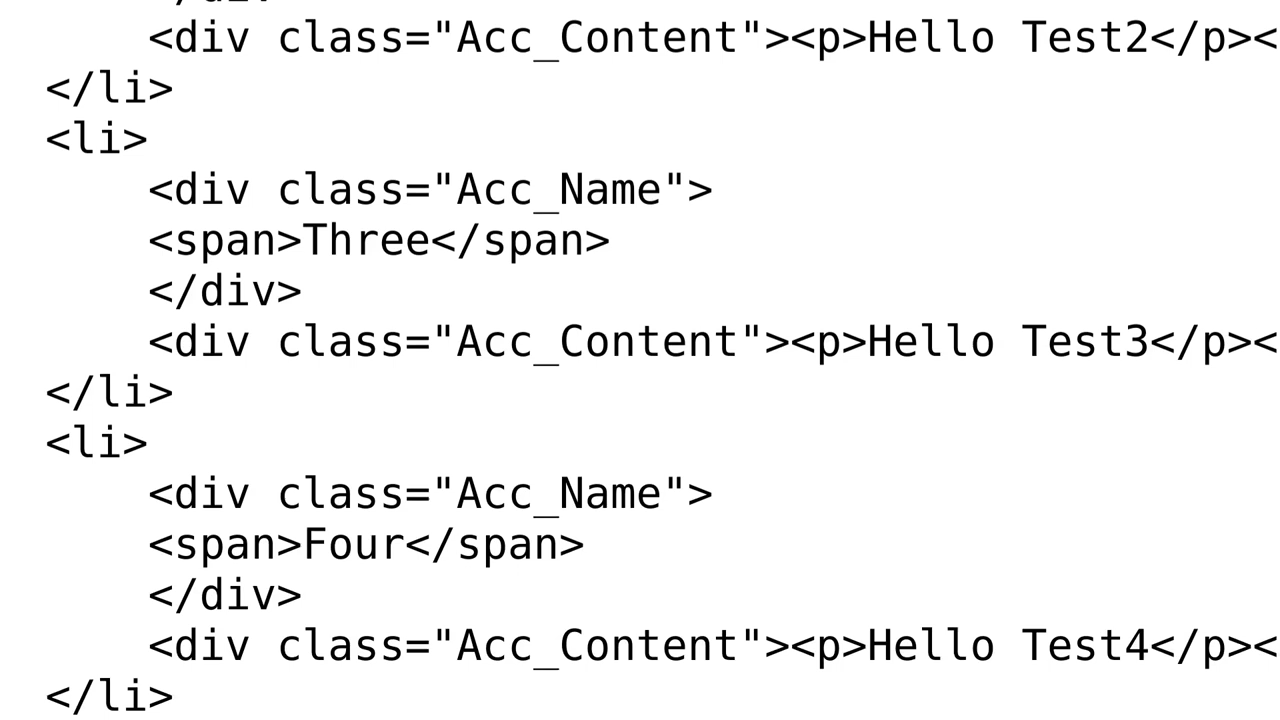 <div class="Acc_Content"><p>Hello Test2</p><
</li>
<li>
    <div class="Acc_Name">
    <span>Three</span>
    </div>
    <div class="Acc_Content"><p>Hello Test3</p><
</li>
<li>
    <div class="Acc_Name">
    <span>Four</span>
    </div>
    <div class="Acc_Content"><p>Hello Test4</p><
</li>